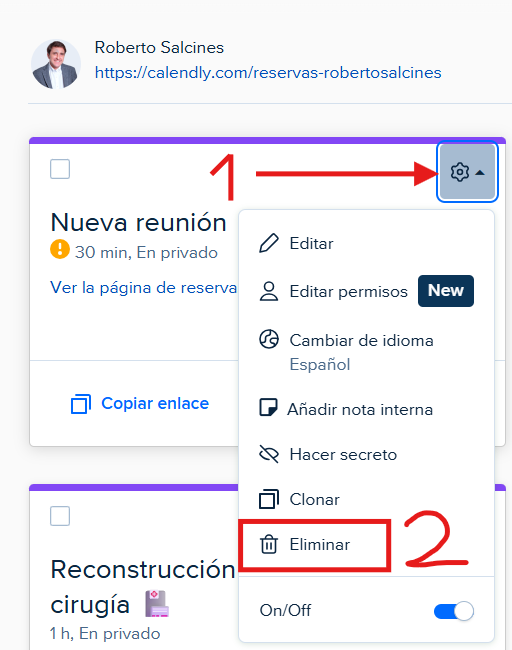 Roberto Salcines
https://calendly.com/reservas-robertosalcines
1
Nueva reunión
30 min, En privado
Ver la página de reserva
Copiar enlace
Editar
Editar permisos New
Cambiar de idioma
Español
Añadir nota interna
Hacer secreto
Clonar
Eliminar
2
On/Off
Reconstrucción
cirugía
1 h, En privado